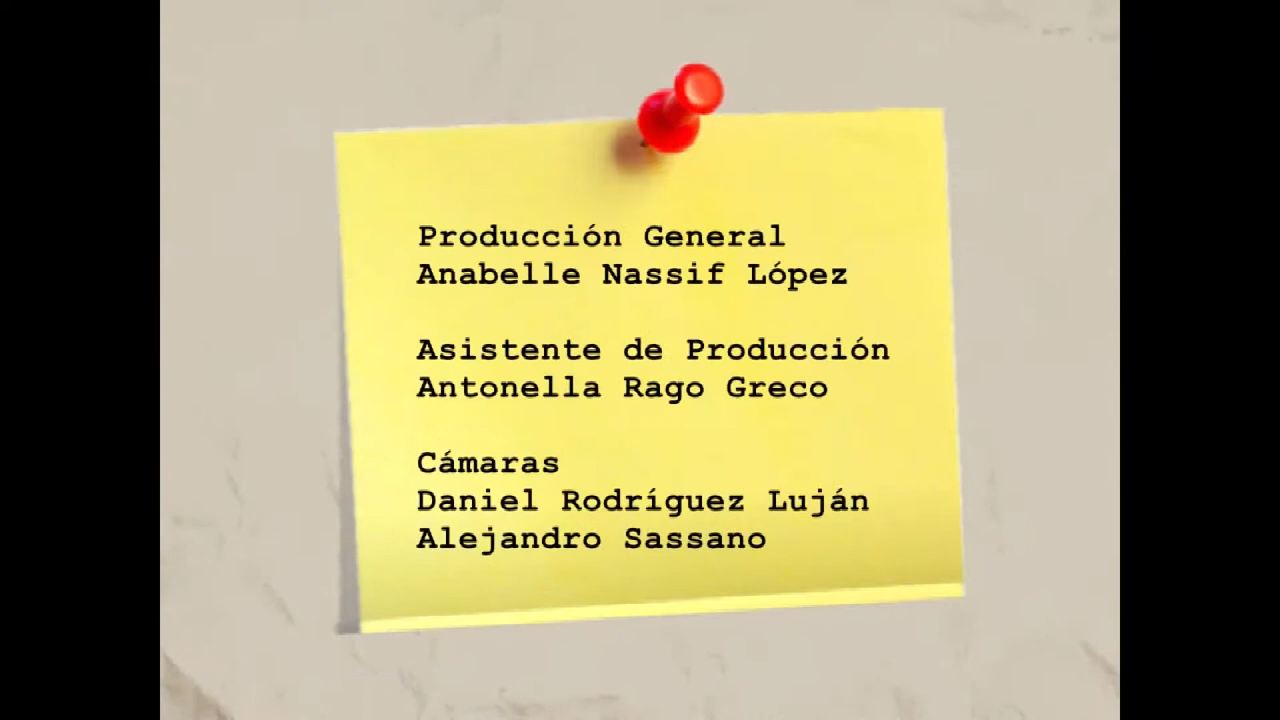 Producción General
Anabelle Nassif López
Asistente de Producción
Antonella Rago Greco
Cámaras
Daniel Rodríguez Luján
Alejandro Sassano